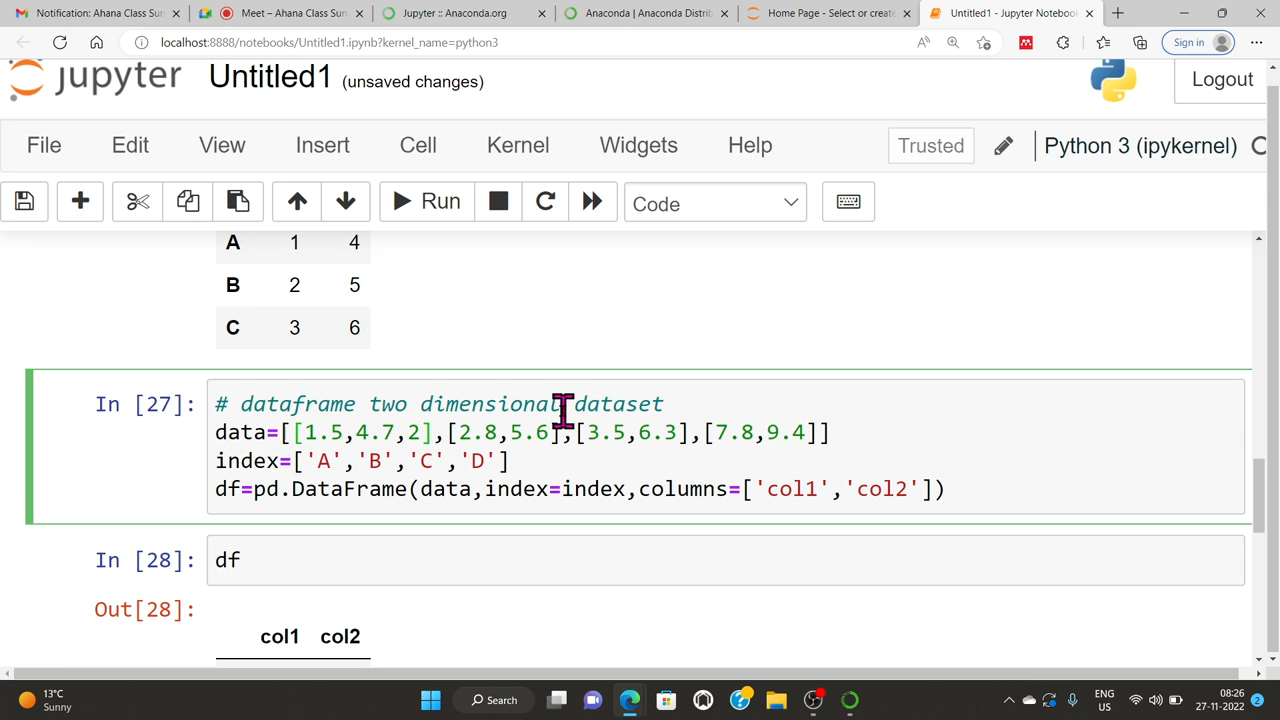 Notification: Ahana Class Sun
Meet – Ahana Class Sun
Jupyter :: Anaconda.org
Anaconda | Anaconda Distrib
Home Page - Select or create
Untitled1 - Jupyter Notebook
localhost:8888/notebooks/Untitled1.ipynb?kernel_name=python3
Sign in
jupyter Untitled1 (unsaved changes)
Logout
File Edit View Insert Cell Kernel Widgets Help
Trusted
Python 3 (ipykernel)
Run
Code
A 1 4
B 2 5
C 3 6
In [27]:
# dataframe two dimensional dataset
data=[[1.5,4.7,2],[2.8,5.6],[3.5,6.3],[7.8,9.4]]
index=['A','B','C','D']
df=pd.DataFrame(data,index=index,columns=['col1','col2'])
In [28]: df
Out[28]:
col1 col2
13°C
Sunny
Search
ENG
US
08:26
27-11-2022
2